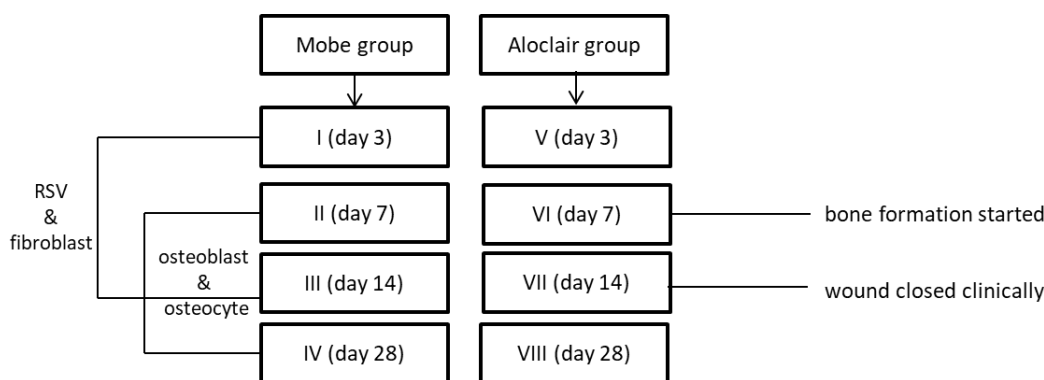 Mobe group
Aloclair group
I (day 3)
V (day 3)
RSV
&
fibroblast
II (day 7)
VI (day 7)
bone formation started
osteoblast
&
osteocyte
III (day 14)
VII (day 14)
wound closed clinically
IV (day 28)
VIII (day 28)